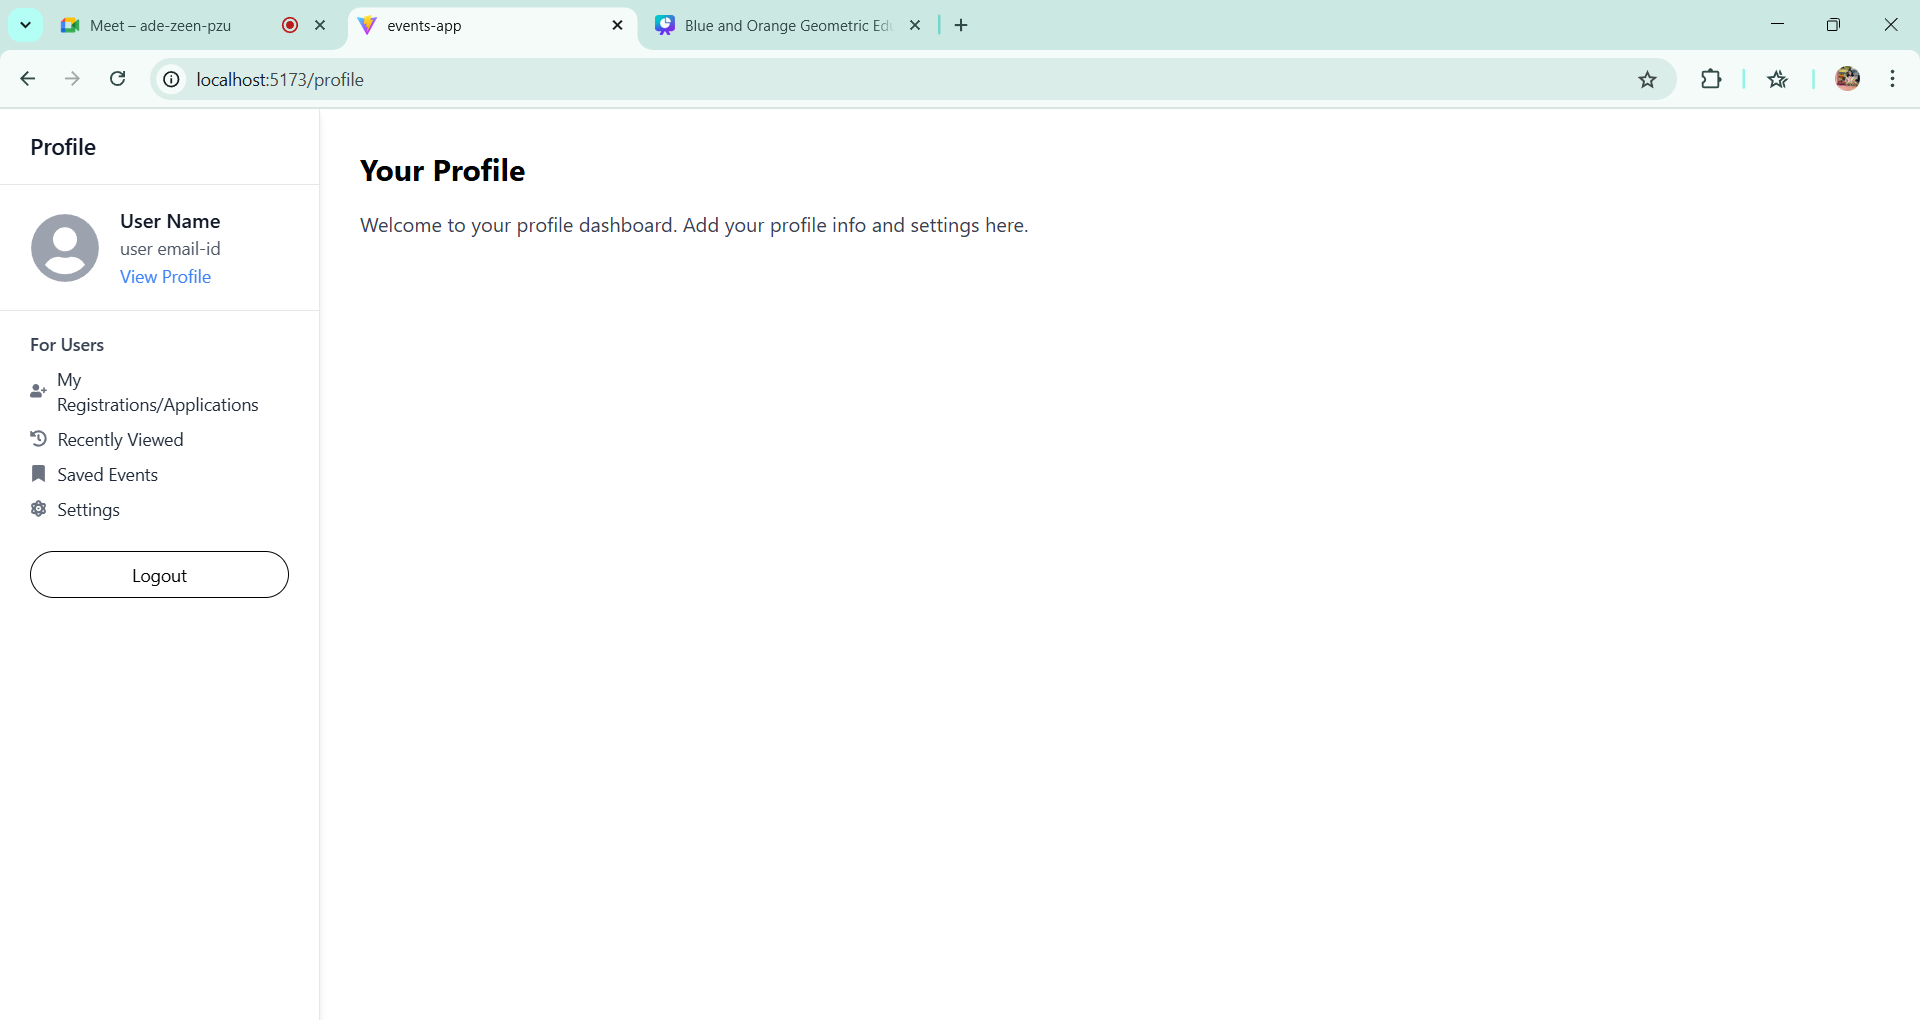 Meet – ade-zeen-pzu
events-app
Blue and Orange Geometric Edu
localhost:5173/profile
Profile
User Name
user email-id
View Profile
For Users
My
Registrations/Applications
Recently Viewed
Saved Events
Settings
Logout
Your Profile
Welcome to your profile dashboard. Add your profile info and settings here.